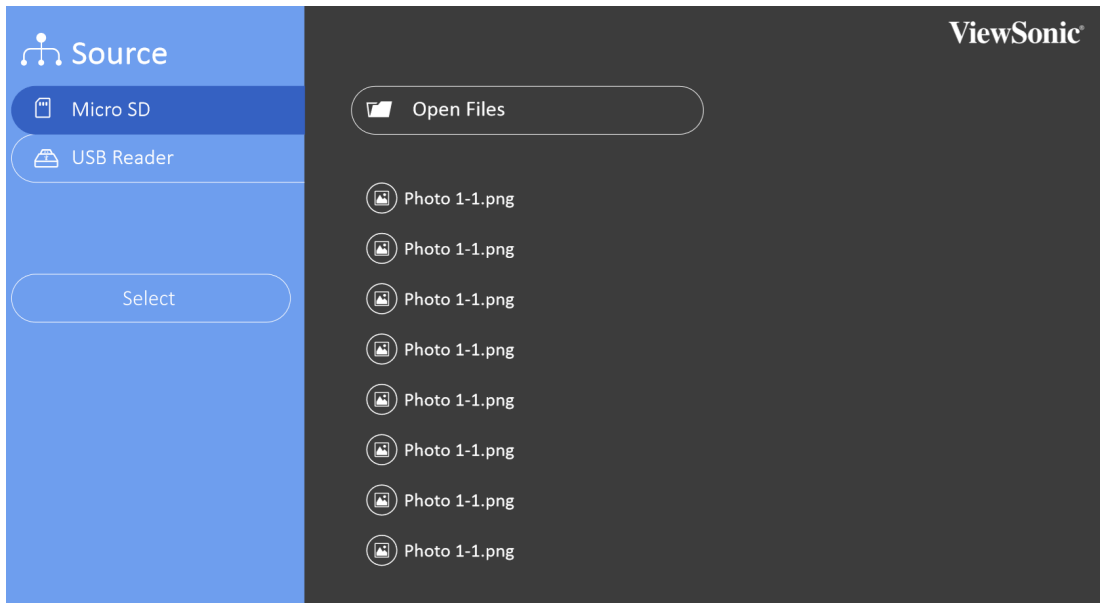 Source
Micro SD
USB Reader
Select
ViewSonic®
Open Files
Photo 1-1.png
Photo 1-1.png
Photo 1-1.png
Photo 1-1.png
Photo 1-1.png
Photo 1-1.png
Photo 1-1.png
Photo 1-1.png